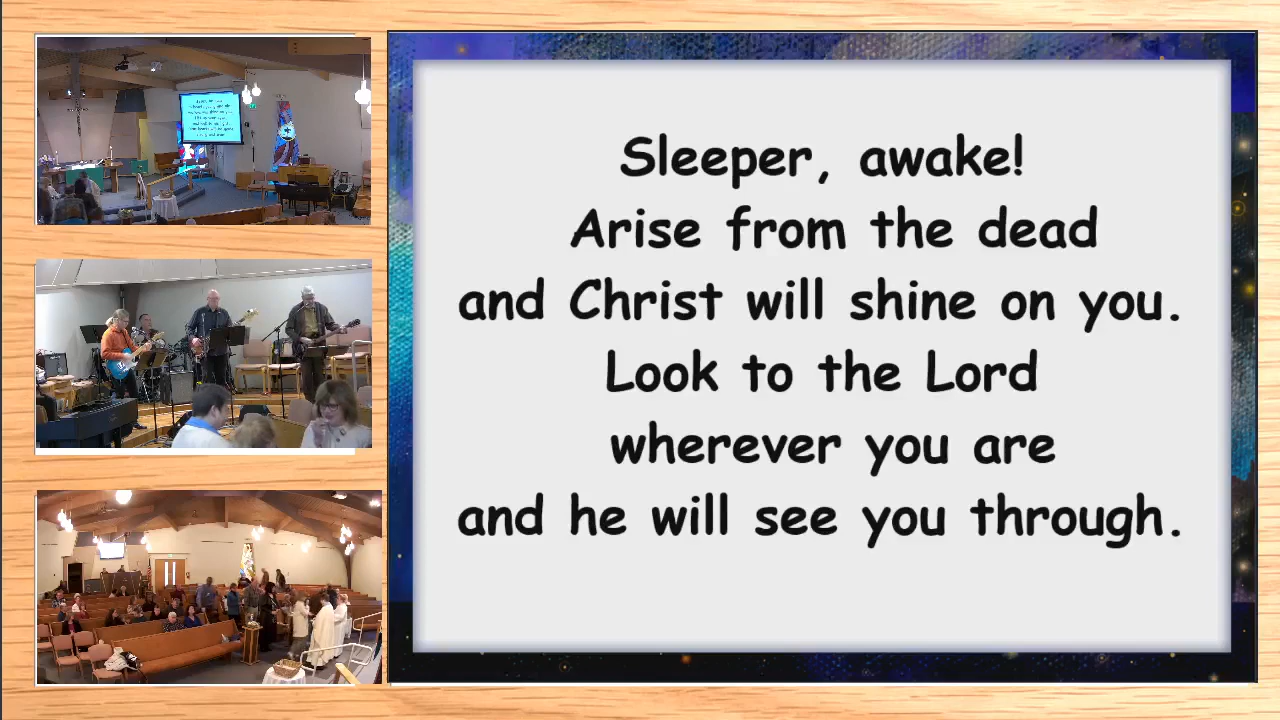 Sleeper, awake!
Arise from the dead
and Christ will shine on you.
Look to the Lord
wherever you are
and he will see you through.